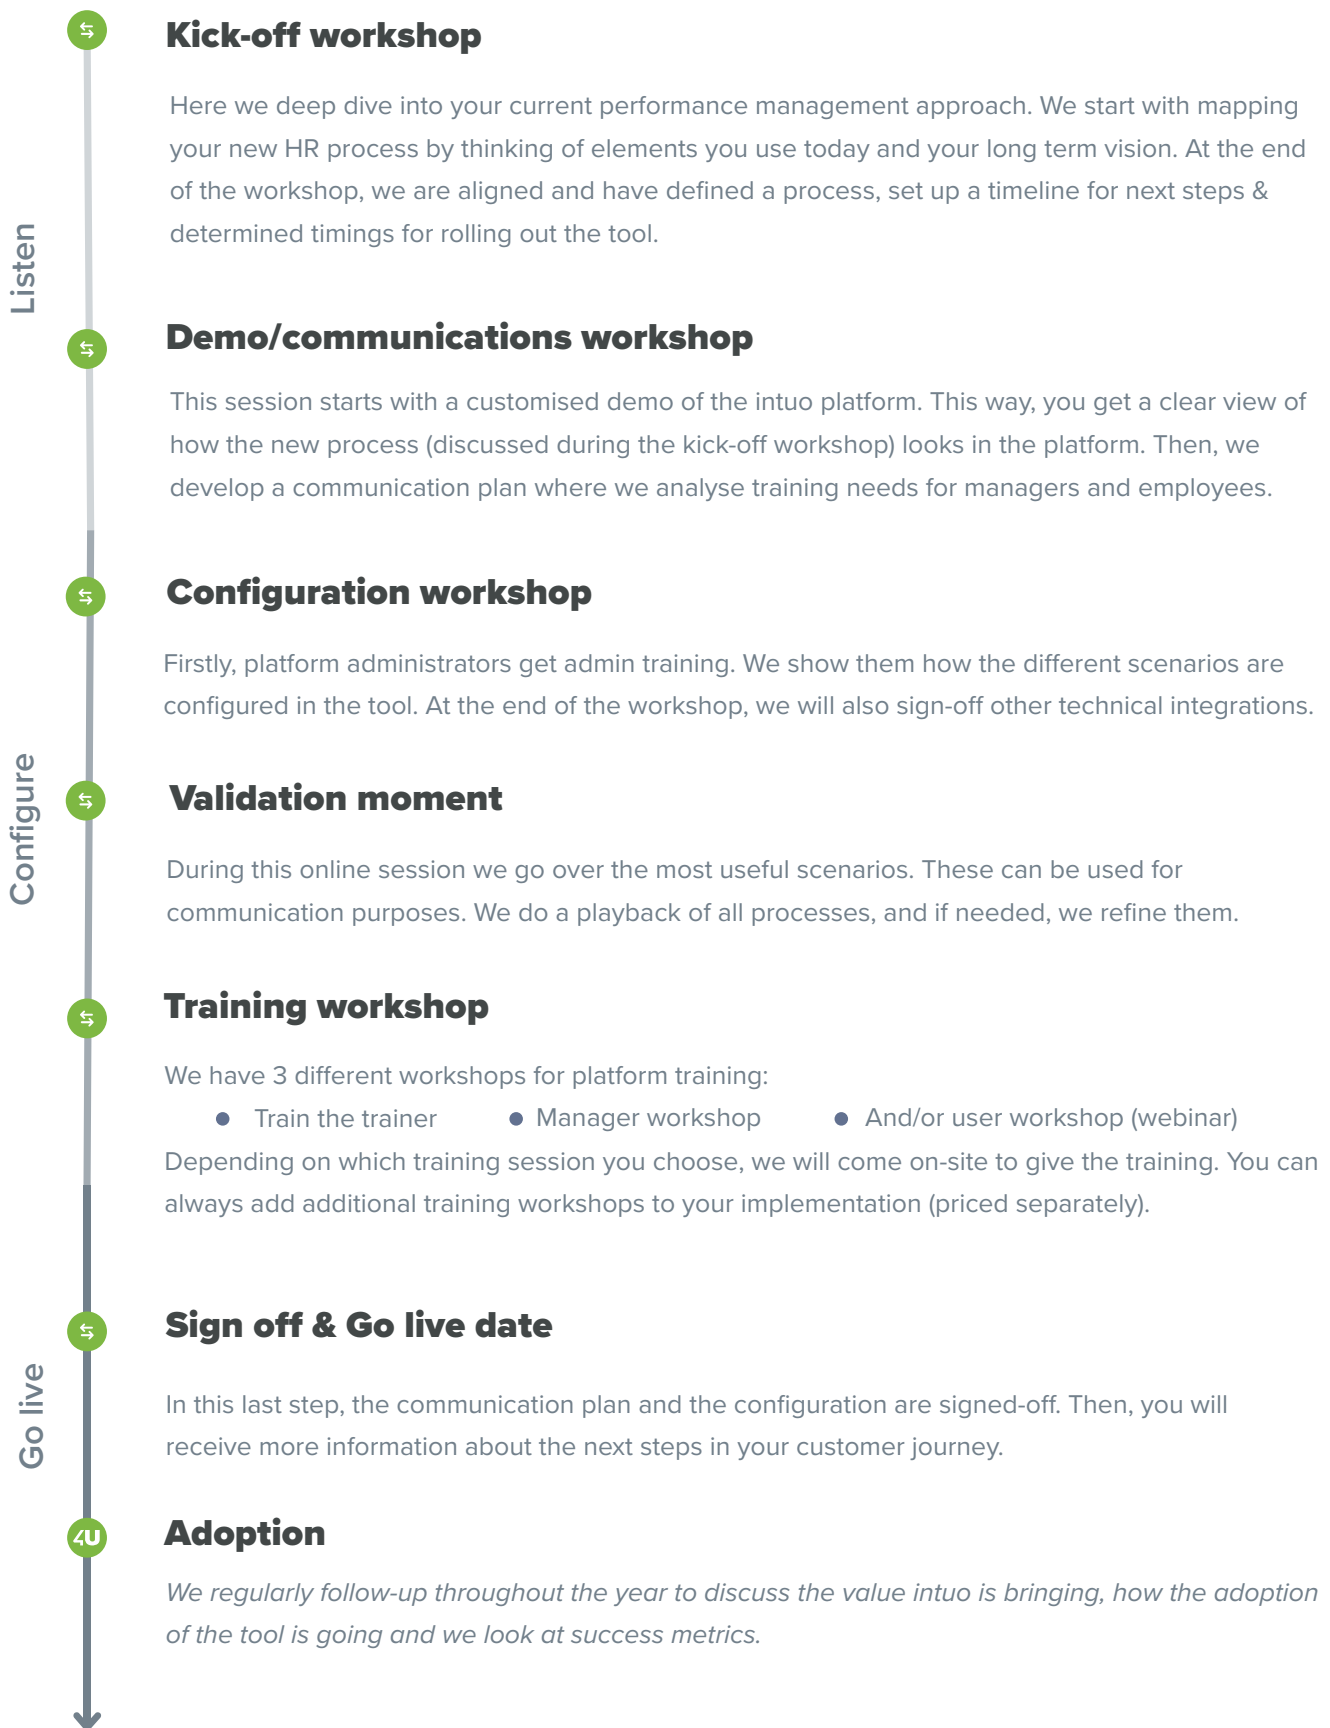 Kick-off workshop
Here we deep dive into your current performance management approach. We start with mapping
your new HR process by thinking of elements you use today and your long term vision. At the end
of the workshop, we are aligned and have defined a process, set up a timeline for next steps &
determined timings for rolling out the tool.
Listen
Demo/communications workshop
This session starts with a customised demo of the intuo platform. This way, you get a clear view of
how the new process (discussed during the kick-off workshop) looks in the platform. Then, we
develop a communication plan where we analyse training needs for managers and employees.
Configuration workshop
Firstly, platform administrators get admin training. We show them how the different scenarios are
configured in the tool. At the end of the workshop, we will also sign-off other technical integrations.
Configure
Validation moment
During this online session we go over the most useful scenarios. These can be used for
communication purposes. We do a playback of all processes, and if needed, we refine them.
Training workshop
We have 3 different workshops for platform training:
● Train the trainer ● Manager workshop ● And/or user workshop (webinar)
Depending on which training session you choose, we will come on-site to give the training. You can
always add additional training workshops to your implementation (priced separately).
Sign off & Go live date
In this last step, the communication plan and the configuration are signed-off. Then, you will
receive more information about the next steps in your customer journey.
Go live
4U
Adoption
We regularly follow-up throughout the year to discuss the value intuo is bringing, how the adoption
of the tool is going and we look at success metrics.